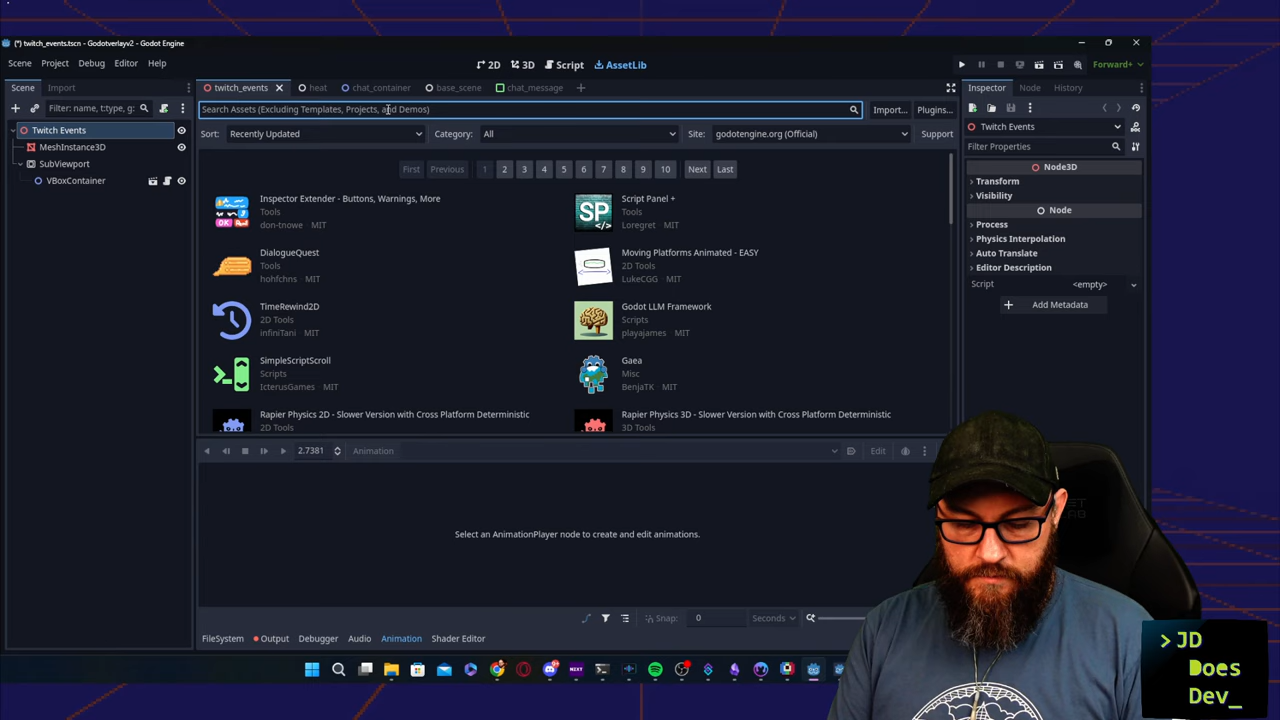 (*) twitch_events.tscn - Godotverlayv2 - Godot Engine
Scene Project Debug Editor Help
2D 3D Script AssetLib
Forward+
Scene Import
twitch_events heat chat_container base_scene chat_message
Inspector Node History
Filter: name, t:type, g:
Search Assets (Excluding Templates, Projects, and Demos)
Import... Plugins...
Twitch Events
MeshInstance3D
SubViewport
VBoxContainer
Sort: Recently Updated Category: All Site: godotengine.org (Official) Support
First Previous 1 2 3 4 5 6 7 8 9 10 Next Last
Inspector Extender - Buttons, Warnings, More
Tools
don-tnowe MIT
Script Panel +
Tools
Loregret MIT
DialogueQuest
Tools
hohfchns MIT
Moving Platforms Animated - EASY
2D Tools
LukeCGG MIT
TimeRewind2D
2D Tools
infiniTani MIT
Godot LLM Framework
Scripts
playajames MIT
SimpleScriptScroll
Scripts
IcterusGames MIT
Gaea
Misc
BenjaTK MIT
Rapier Physics 2D - Slower Version with Cross Platform Deterministic
2D Tools
Rapier Physics 3D - Slower Version with Cross Platform Deterministic
3D Tools
Twitch Events
Filter Properties
Node3D
Transform
Visibility
Node
Process
Physics Interpolation
Auto Translate
Editor Description
Script <empty>
Add Metadata
2.7381 Animation Edit
Select an AnimationPlayer node to create and edit animations.
Snap: 0 Seconds
FileSystem Output Debugger Audio Animation Shader Editor
> JD
Does
Dev_